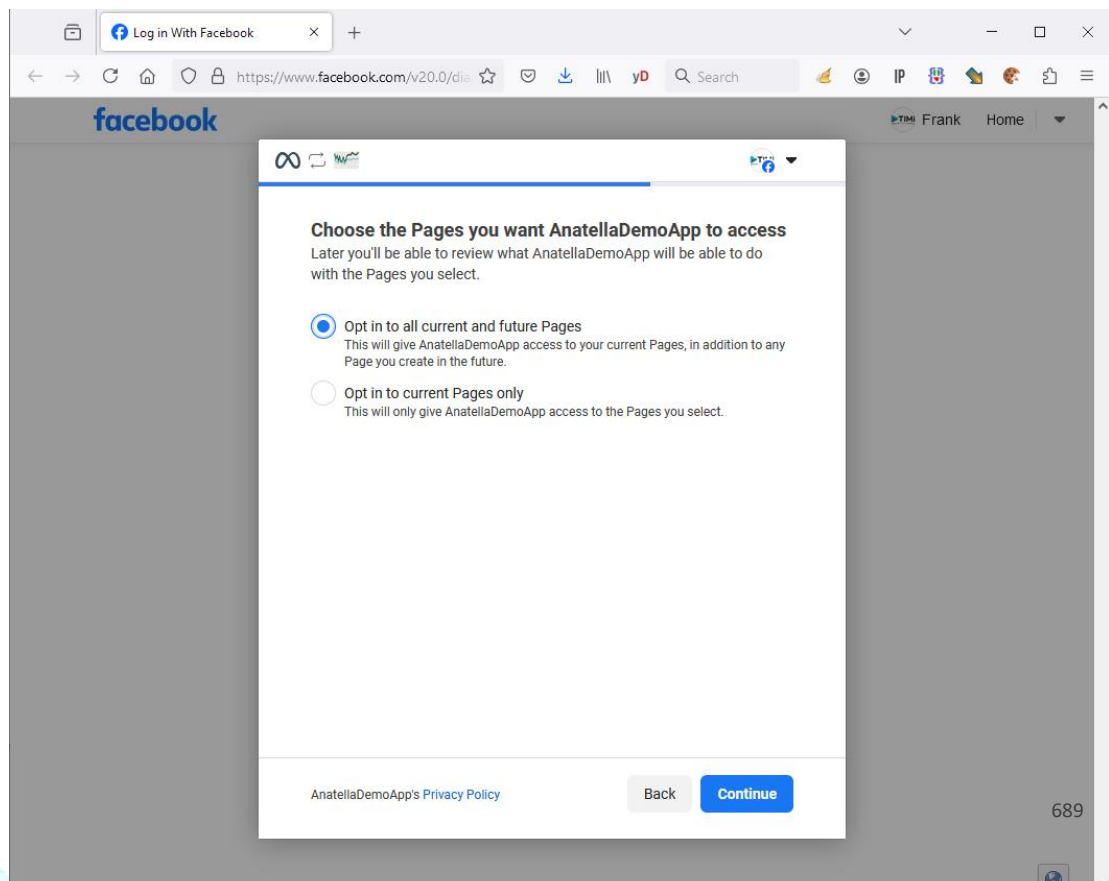 Log in With Facebook
https://www.facebook.com/v20.0/dia
yD
Search
IP
facebook
TIMi Frank Home
Choose the Pages you want AnatellaDemoApp to access
Later you'll be able to review what AnatellaDemoApp will be able to do
with the Pages you select.
Opt in to all current and future Pages
This will give AnatellaDemoApp access to your current Pages, in addition to any
Page you create in the future.
Opt in to current Pages only
This will only give AnatellaDemoApp access to the Pages you select.
AnatellaDemoApp's Privacy Policy
Back
Continue
689